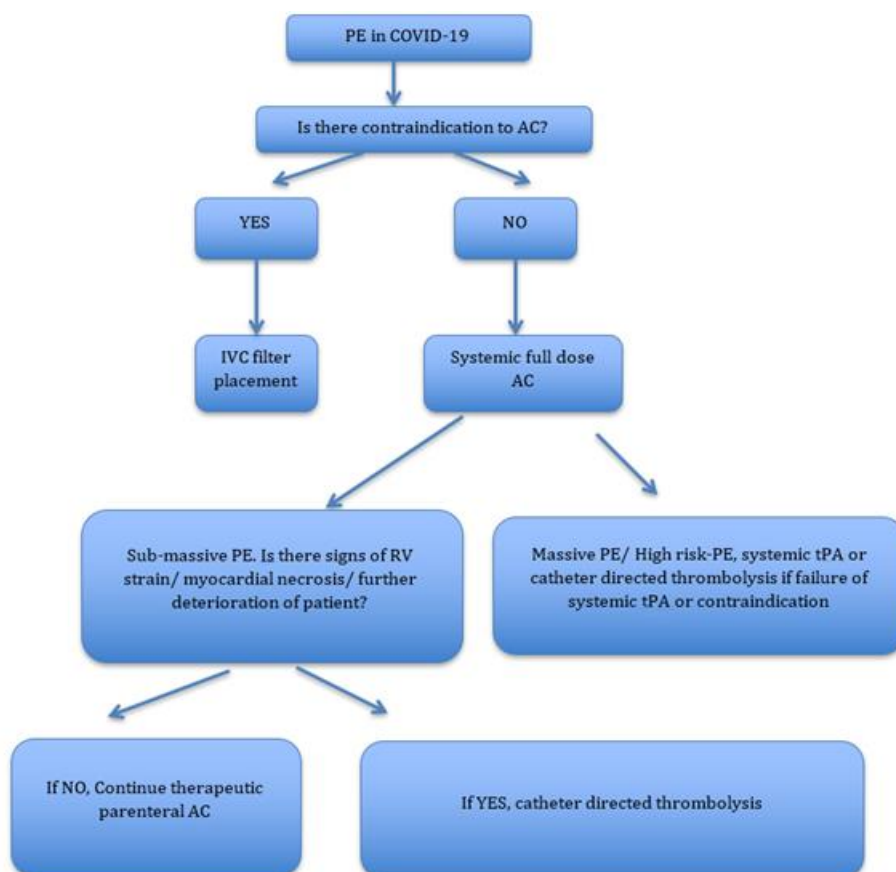 PE in COVID-19
Is there contraindication to AC?
YES
NO
IVC filter
placement
Systemic full dose
AC
Sub-massive PE. Is there signs of RV
strain/ myocardial necrosis/ further
deterioration of patient?
Massive PE/ High risk-PE, systemic tPA or
catheter directed thrombolysis if failure of
systemic tPA or contraindication
If NO, Continue therapeutic
parenteral AC
If YES, catheter directed thrombolysis